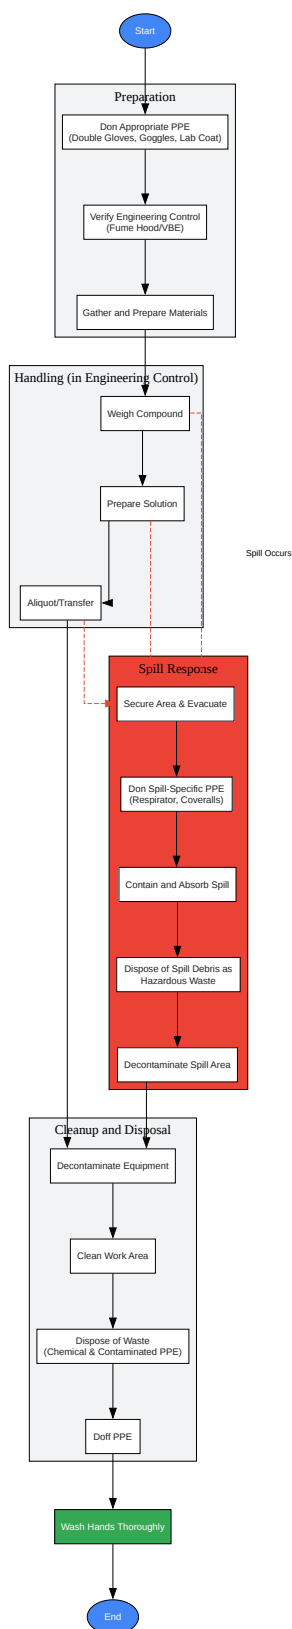 Start
Preparation
Don Appropriate PPE
(Double Gloves, Goggles, Lab Coat)
Verify Engineering Control
(Fume Hood/VBE)
Gather and Prepare Materials
Handling (in Engineering Control)
Weigh Compound
Prepare Solution
Spill Occurs
Aliquot/Transfer
Spill Response
Secure Area & Evacuate
Don Spill-Specific PPE
(Respirator, Coveralls)
Contain and Absorb Spill
Dispose of Spill Debris as
Hazardous Waste
Decontaminate Spill Area
Cleanup and Disposal
Decontaminate Equipment
Clean Work Area
Dispose of Waste
(Chemical & Contaminated PPE)
Doff PPE
Wash Hands Thoroughly
End